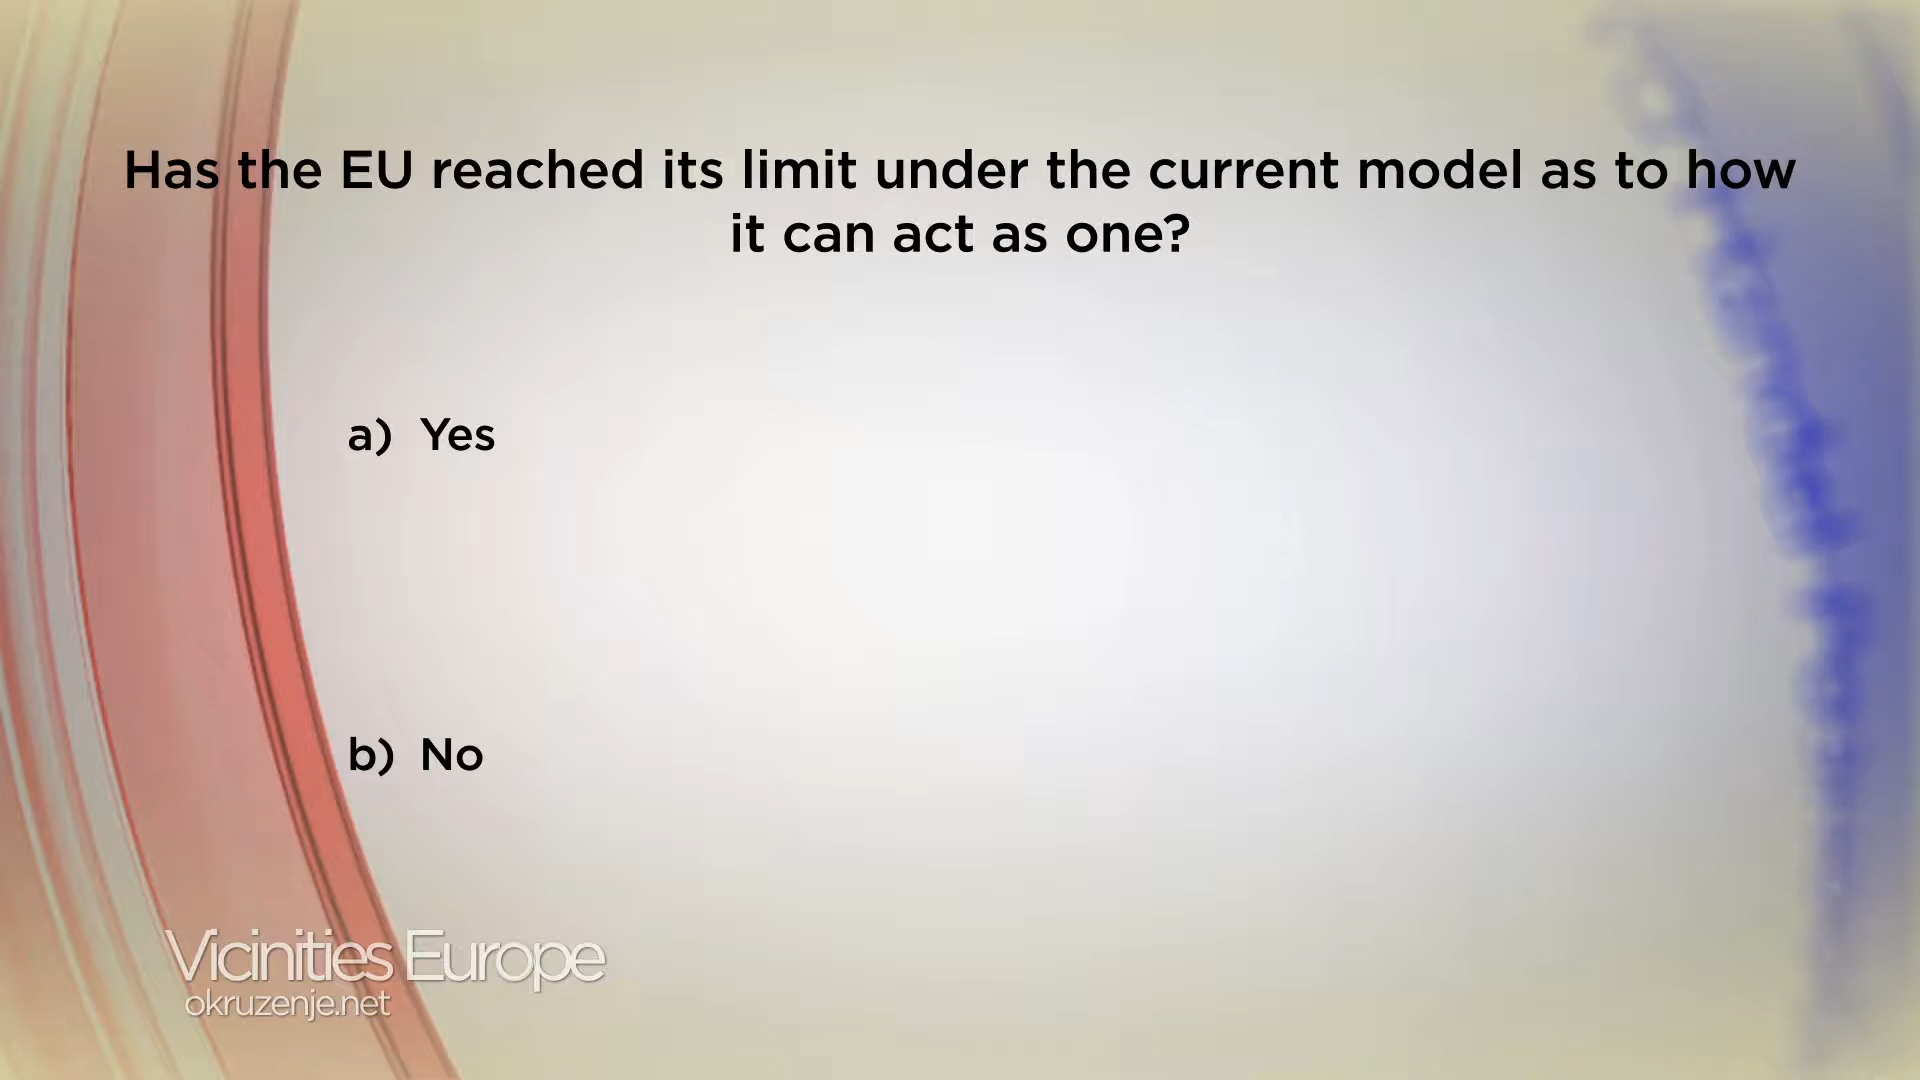 Has the EU reached its limit under the current model as to how
it can act as one?
a) Yes
b) No
Vicinities Europe
okruzenje.net